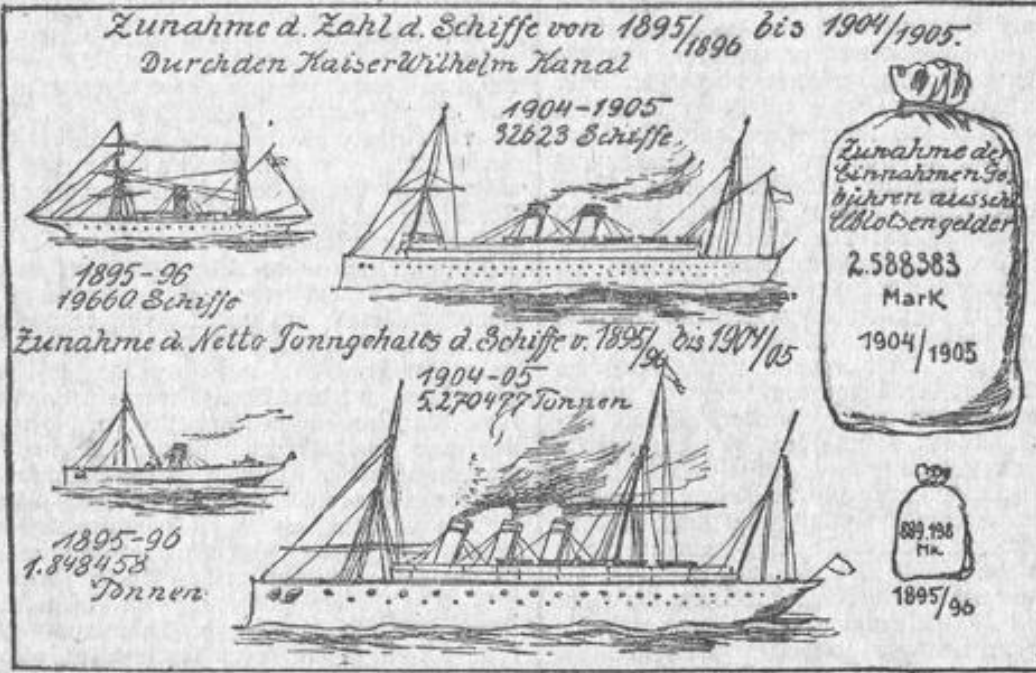 Zunahme d. Zahl d. Schiffe von 1895/1896 bis 1904/1905.
Durch den Kaiser Wilhelm Kanal
1904-1905
32623 Schiffe
1895-96
19660 Schiffe
Zunahme d. Netto Tonngehalts d. Schiffe v. 1895/96 bis 1904/05
1904-05
5,270477 Tonnen
1895-96
1.848458
Tonnen
Zunahme der
Einnahmen Ge
bühren aussch
Elblotsengelder
2.588383
Mark
1904/1905
889.198
Mk.
1895/96